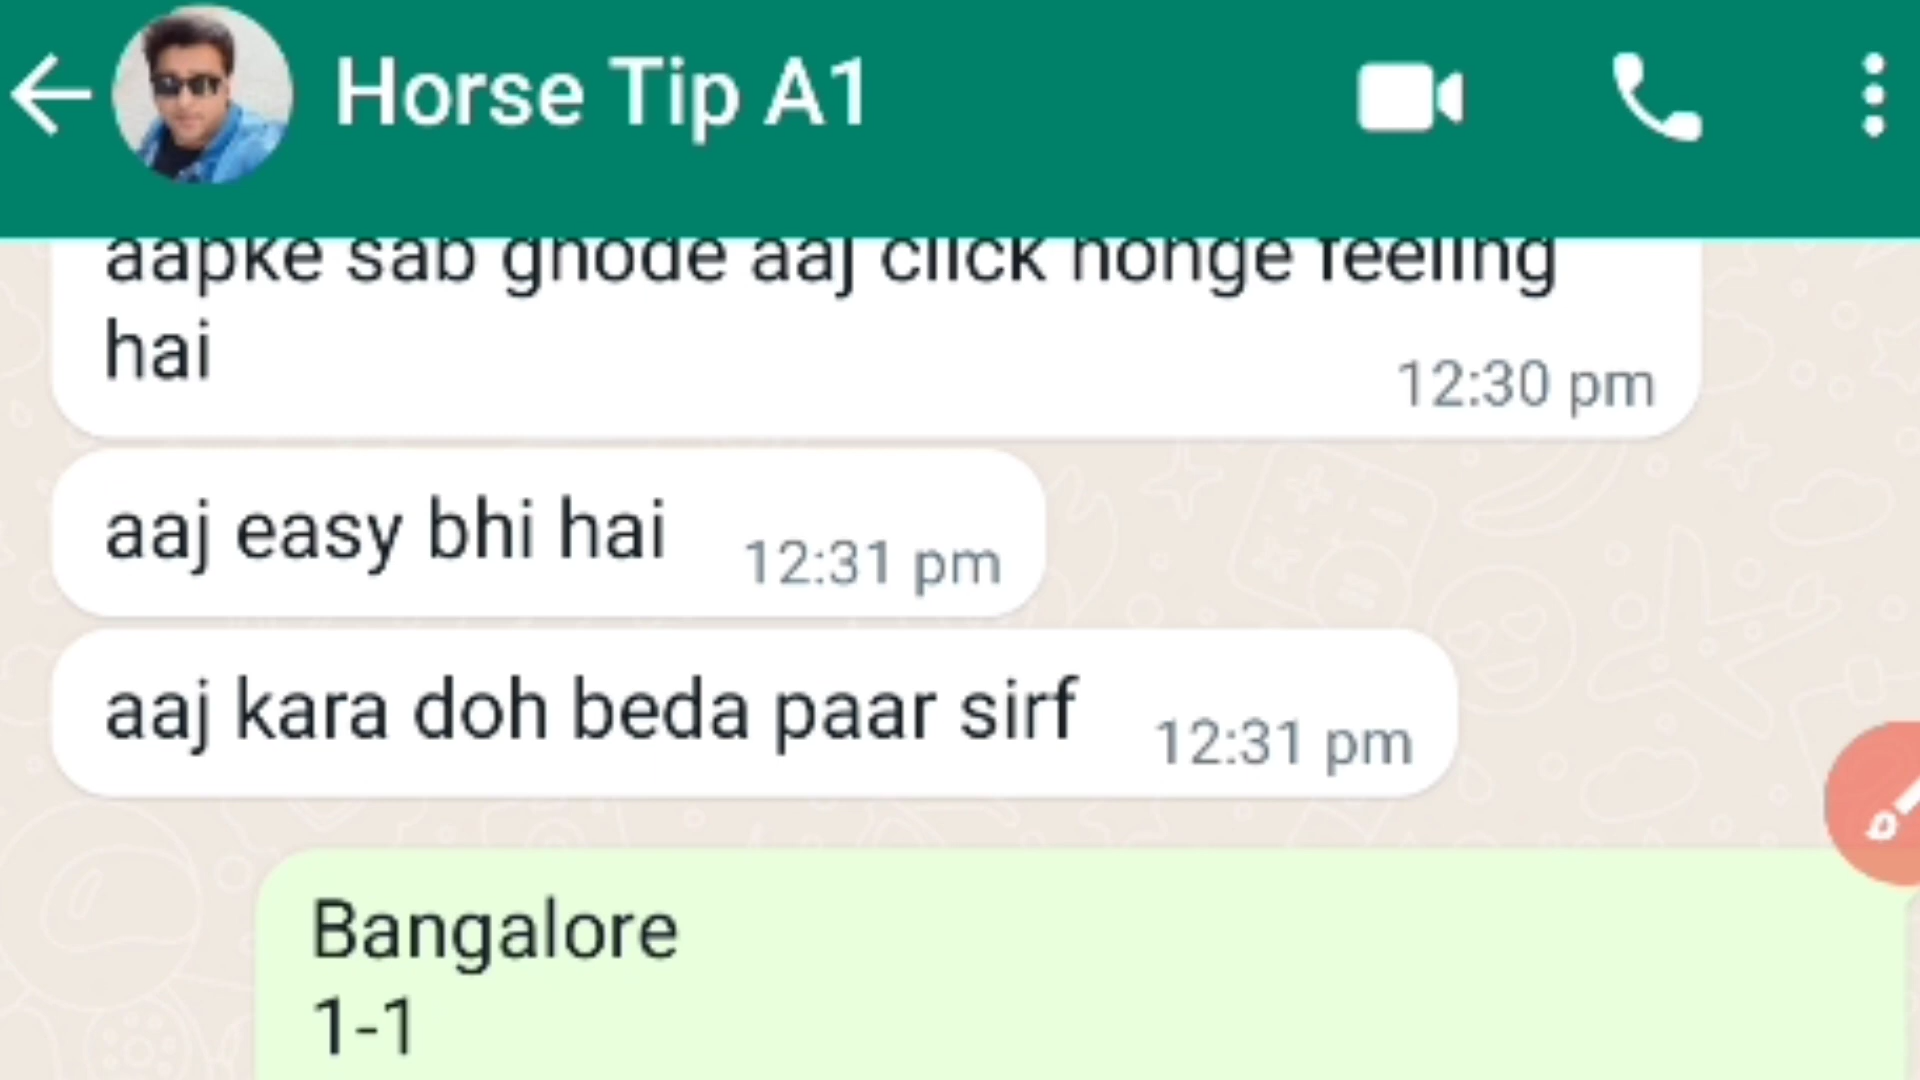 Horse Tip A1
aapke sab ghode aaj click honge feeling
hai
12:30 pm
aaj easy bhi hai
12:31 pm
aaj kara doh beda paar sirf
12:31 pm
Bangalore
1-1